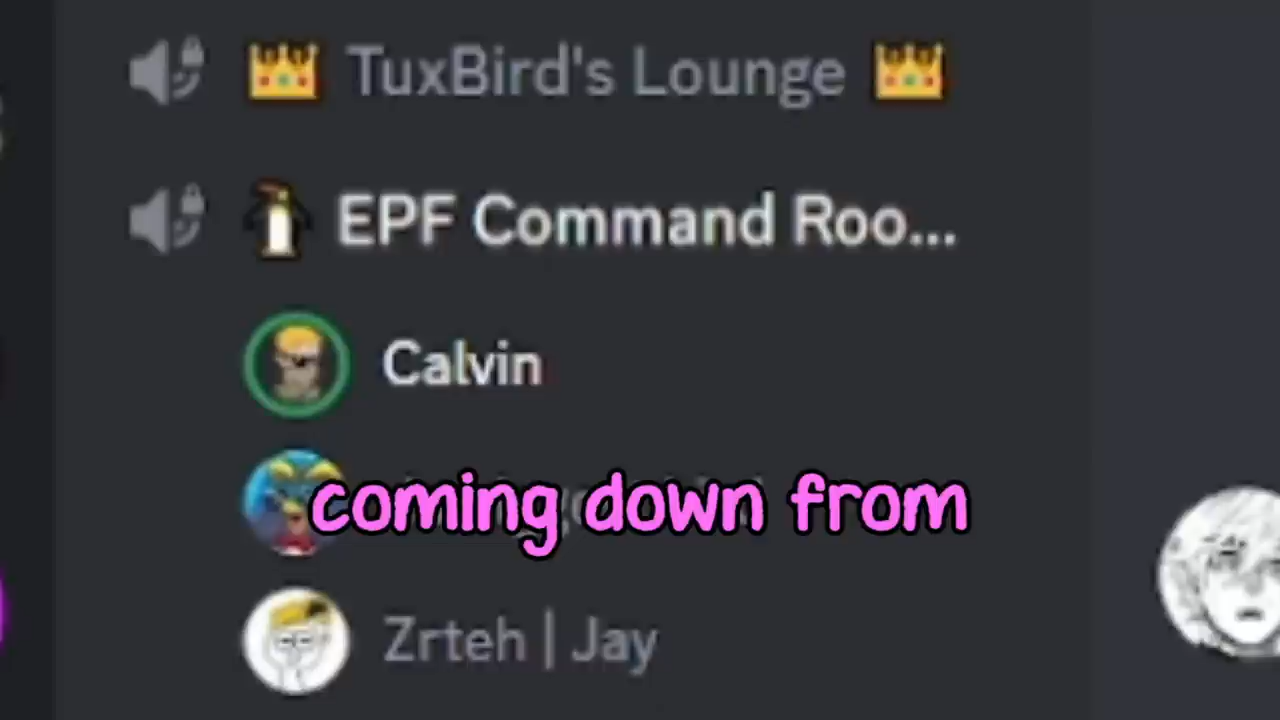 TuxBird's Lounge
EPF Command Roo...
Calvin
coming down from
Zrteh | Jay